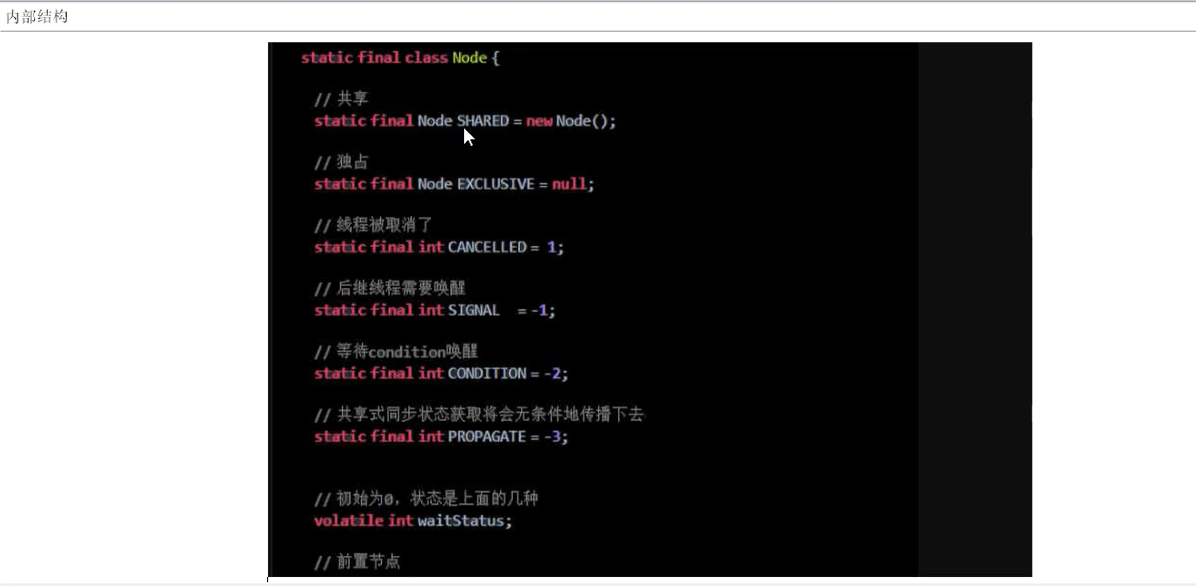 内部结构
static final class Node {
// 共享
static final Node SHARED = new Node();
// 独占
static final Node EXCLUSIVE = null;
// 线程被取消了
static final int CANCELLED = 1;
// 后继线程需要唤醒
static final int SIGNAL = -1;
// 等待condition唤醒
static final int CONDITION = -2;
// 共享式同步状态获取将会无条件地传播下去
static final int PROPAGATE = -3;
// 初始为0，状态是上面的几种
volatile int waitStatus;
// 前置节点